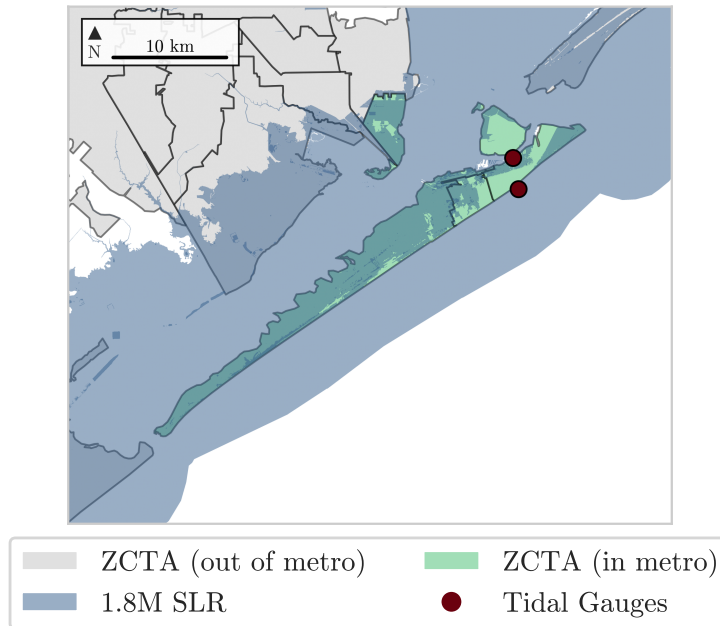 N
10 km
ZCTA (out of metro)
ZCTA (in metro)
1.8M SLR
Tidal Gauges